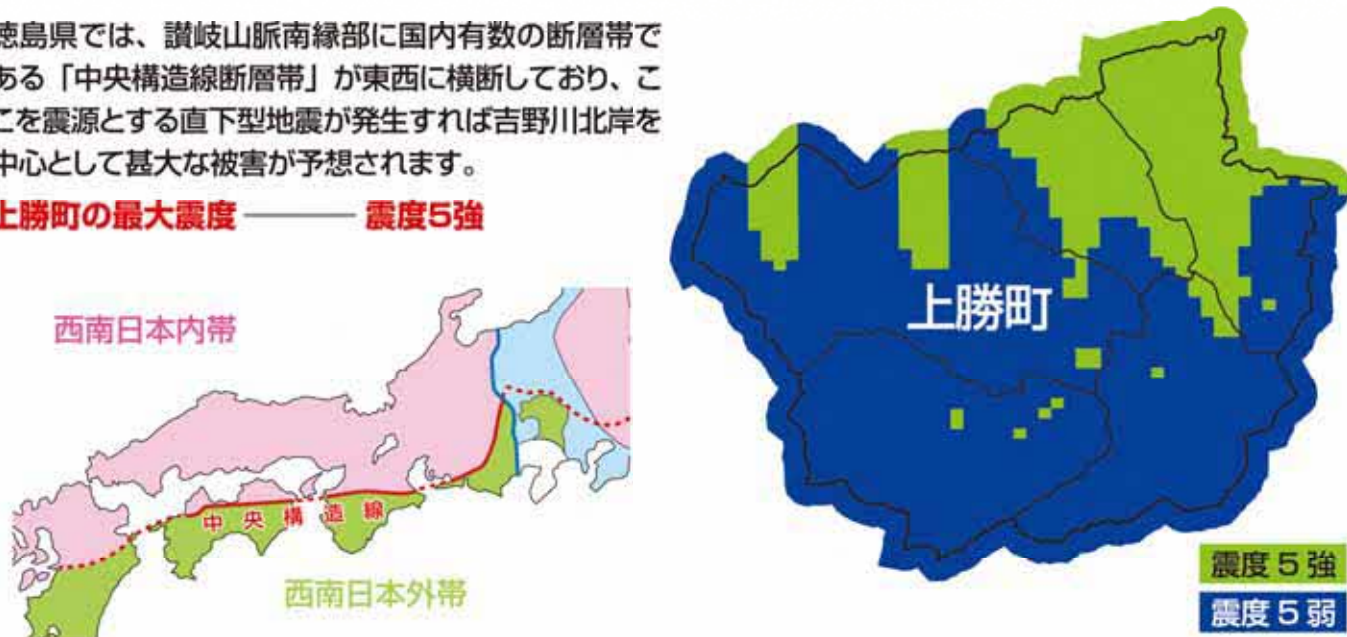 徳島県では、讃岐山脈南縁部に国内有数の断層帯で
ある「中央構造線断層帯」が東西に横断しており、こ
こを震源とする直下型地震が発生すれば吉野川北岸を
中心として甚大な被害が予想されます。
上勝町の最大震度 ――― 震度5強
西南日本内帯
中央構造線
西南日本外帯
上勝町
震度５強
震度５弱